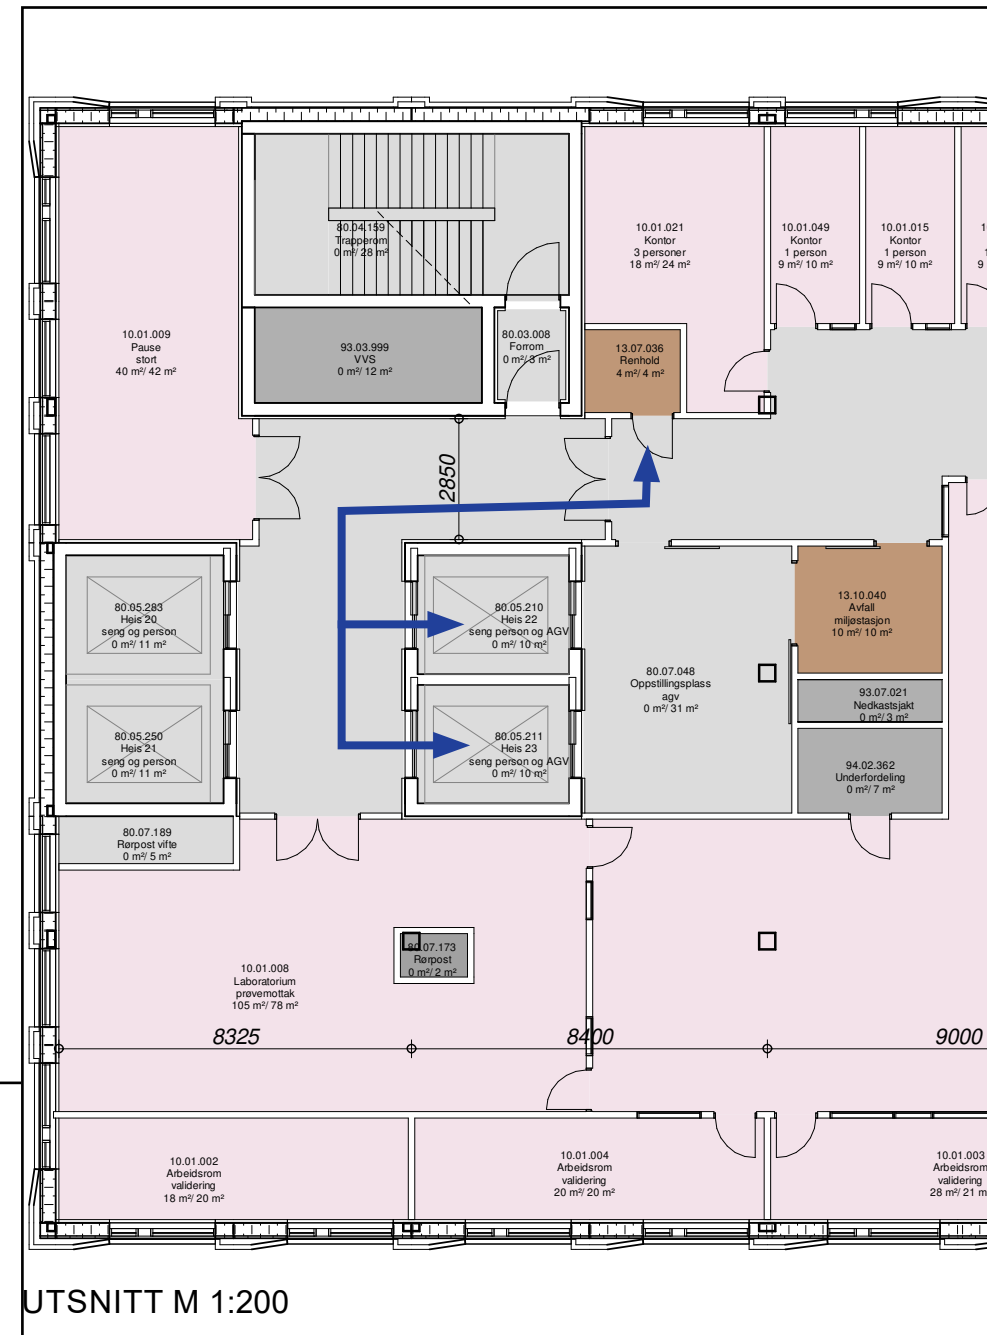 80.04.159
Trapperom
0 m²/ 28 m²
10.01.021
Kontor
3 personer
18 m²/ 24 m²
10.01.049
Kontor
1 person
9 m²/ 10 m²
10.01.015
Kontor
1 person
9 m²/ 10 m²
10.01.009
Pause
stort
40 m²/ 42 m²
93.03.999
VVS
0 m²/ 12 m²
80.03.008
Forrom
0 m²/ 3 m²
13.07.036
Renhold
4 m²/ 4 m²
2850
80.05.283
Heis 20
seng og person
0 m²/ 11 m²
80.05.210
Heis 22
seng person og AGV
0 m²/ 10 m²
13.10.040
Avfall
miljøstasjon
10 m²/ 10 m²
80.07.048
Oppstillingsplass
agv
0 m²/ 31 m²
93.07.021
Nedkastsjakt
0 m²/ 3 m²
80.05.250
Heis 21
seng og person
0 m²/ 11 m²
80.05.211
Heis 23
seng person og AGV
0 m²/ 10 m²
94.02.362
Underfordeling
0 m²/ 7 m²
80.07.189
Rørpost vifte
0 m²/ 5 m²
80.07.173
Rørpost
0 m²/ 2 m²
10.01.008
Laboratorium
prøvemottak
105 m²/ 78 m²
8325
8400
9000
10.01.002
Arbeidsrom
validering
18 m²/ 20 m²
10.01.004
Arbeidsrom
validering
20 m²/ 20 m²
10.01.003
Arbeidsrom
validering
28 m²/ 21 m
UTSNITT M 1:200